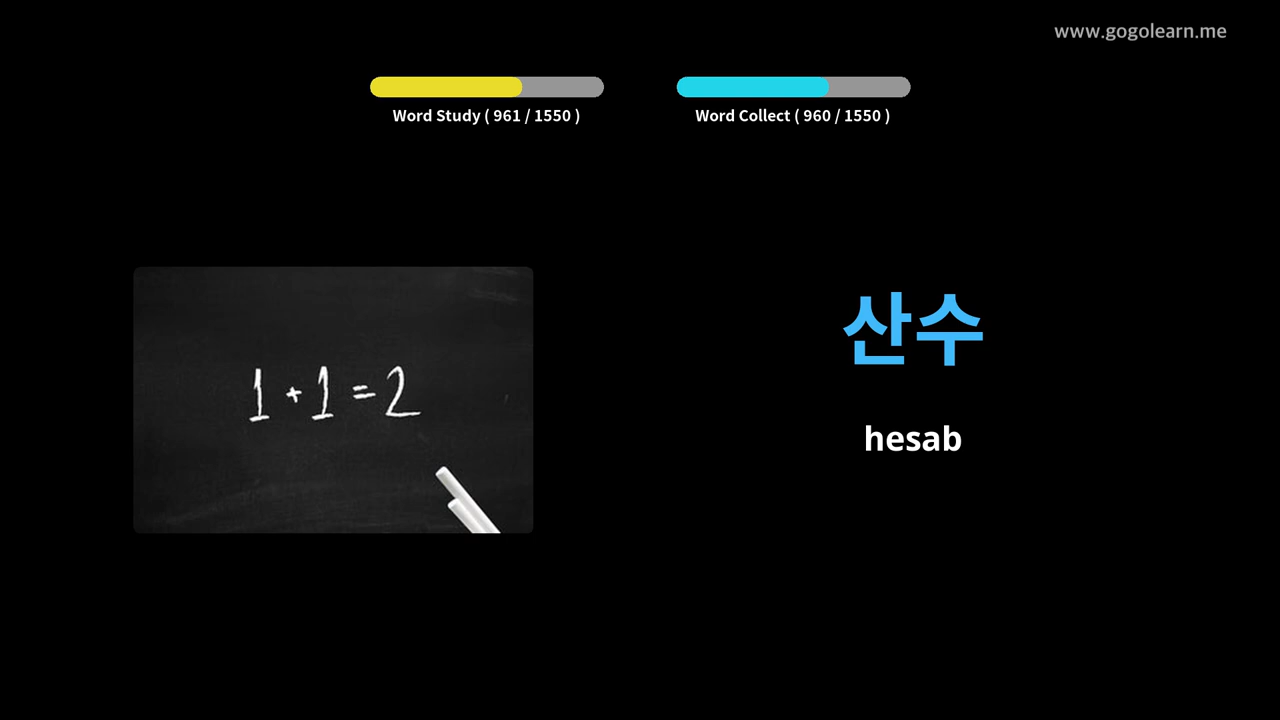 www.gogolearn.me
Word Study ( 961 / 1550 )
Word Collect ( 960 / 1550 )
1 + 1 = 2
산수
hesab